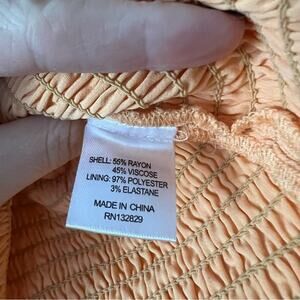 SHELL: 55% RAYON
45% VISCOSE
LINING: 97% POLYESTER
3% ELASTANE
MADE IN CHINA
RN132829